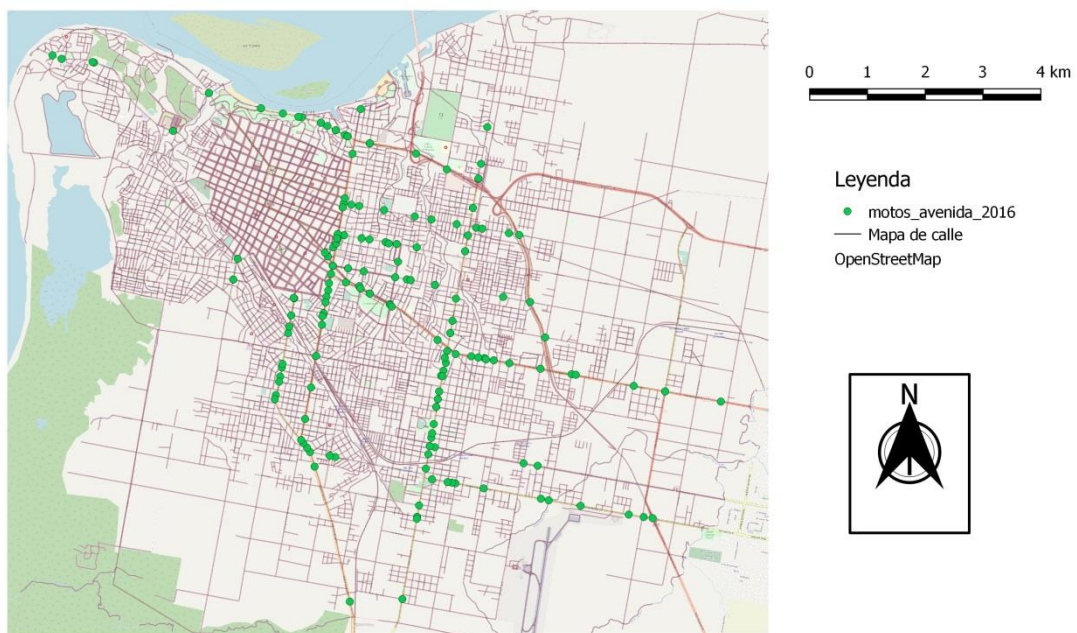 0 1 2 3 4 km
Leyenda
motos_avenida_2016
Mapa de calle
OpenStreetMap
N